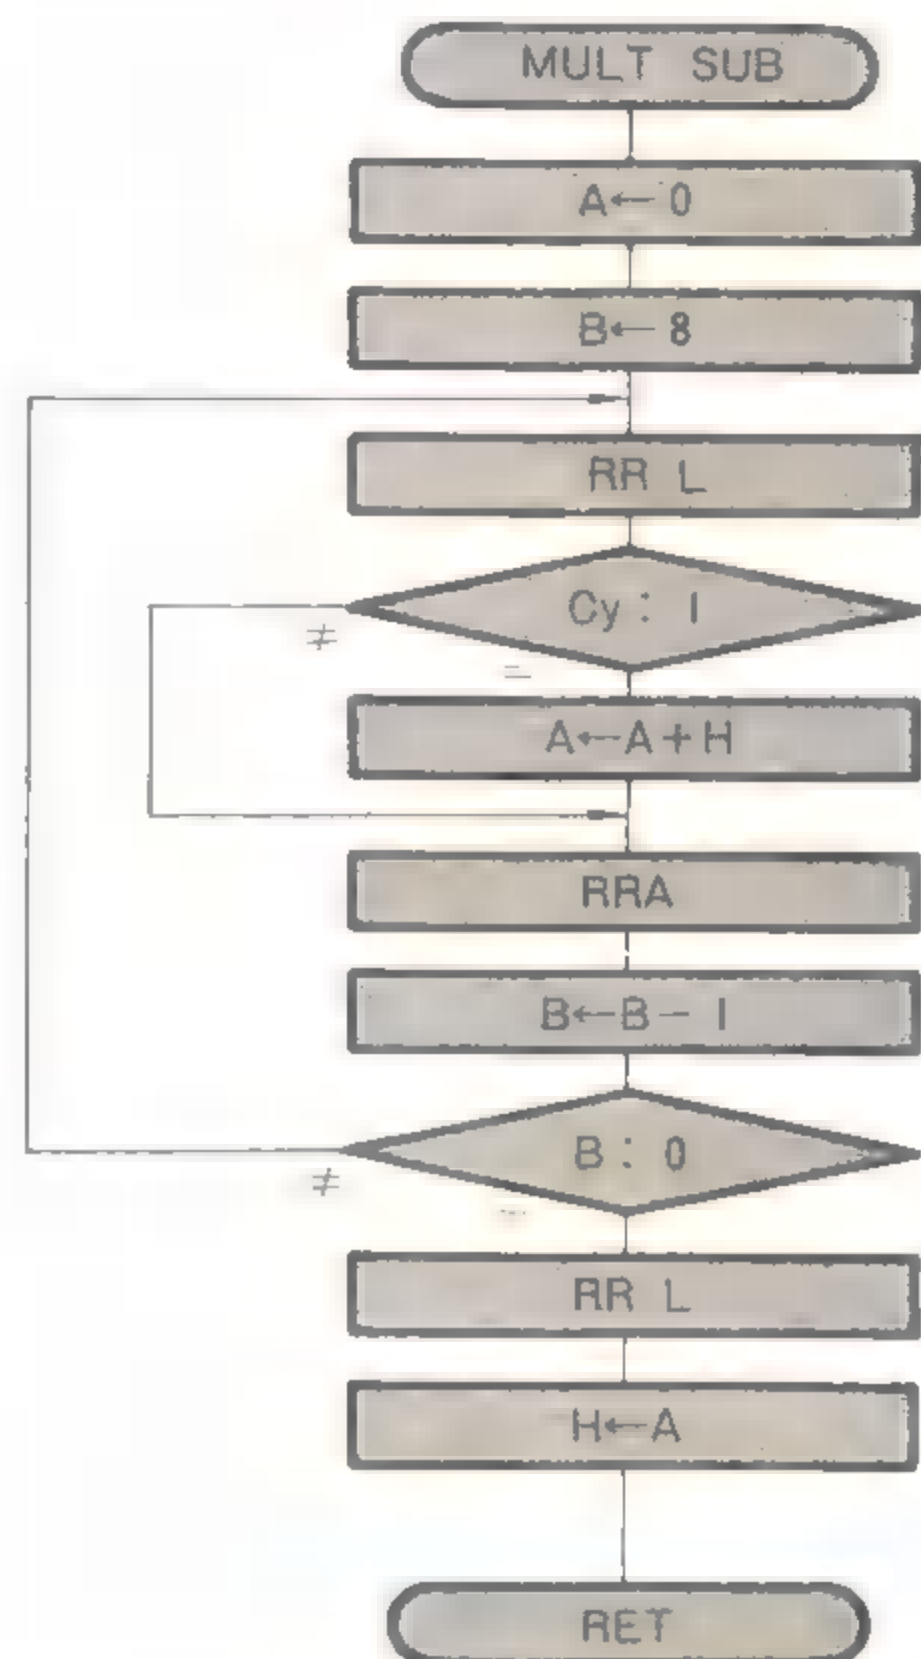 MULT SUB
A←0
B←8
RR L
Cy : 1
≠
=
A←A+H
RRA
B←B−1
B : 0
≠
=
RR L
H←A
RET